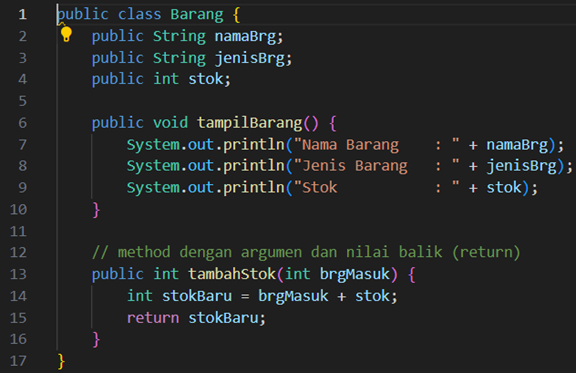 1 public class Barang {
2     public String namaBrg;
3     public String jenisBrg;
4     public int stok;
5
6     public void tampilBarang() {
7         System.out.println("Nama Barang    : " + namaBrg);
8         System.out.println("Jenis Barang   : " + jenisBrg);
9         System.out.println("Stok           : " + stok);
10     }
11
12     // method dengan argumen dan nilai balik (return)
13     public int tambahStok(int brgMasuk) {
14         int stokBaru = brgMasuk + stok;
15         return stokBaru;
16     }
17 }